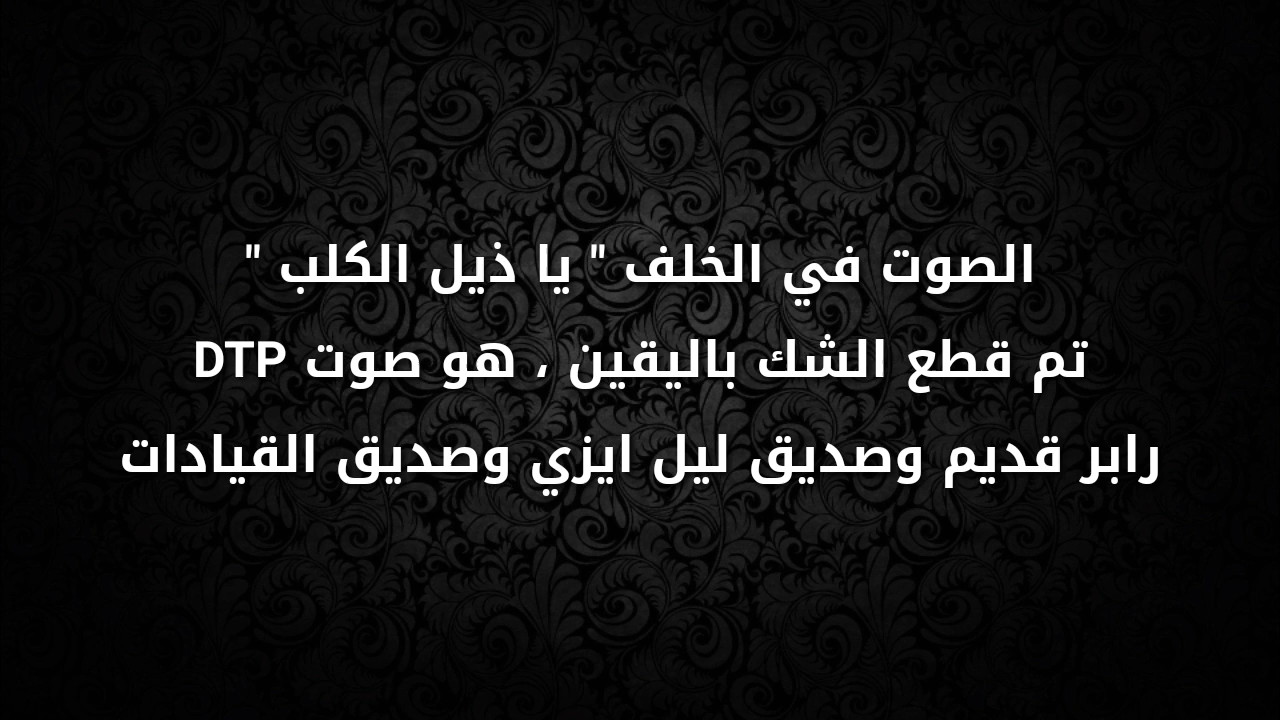 الصوت في الخلف " يا ذيل الكلب "
تم قطع الشك باليقين ، هو صوت DTP
رابر قديم وصديق ليل ايزي وصديق القيادات